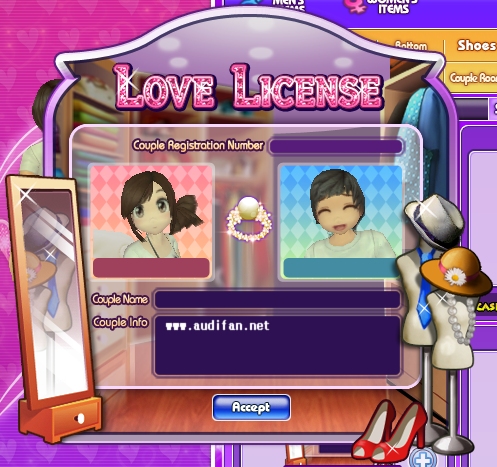 MEN'S
ITEMS
WOMEN'S
ITEMS
Bottom
Shoes
Couple Room
LOVE LICENSE
Couple Registration Number
Couple Name
Couple Info
www.audifan.net
Accept
CASH